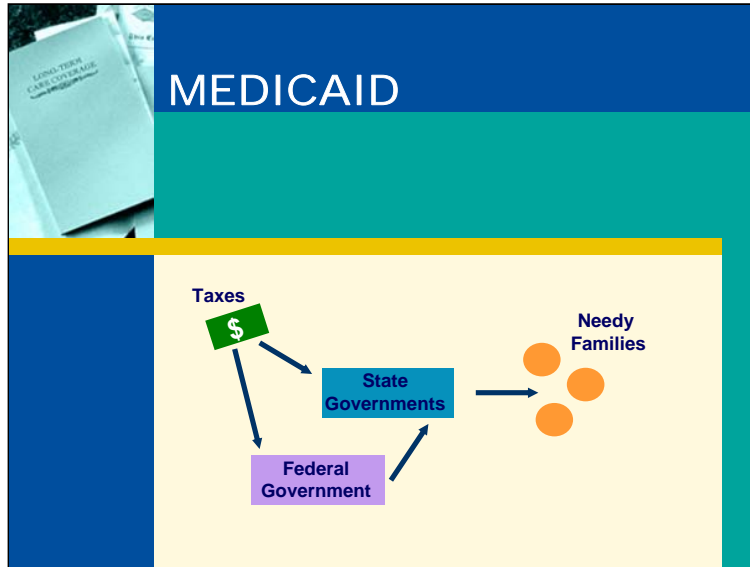 LONG-TERM
CARE COVERAGE
MEDICAID
Taxes
$
Needy
Families
State
Governments
Federal
Government